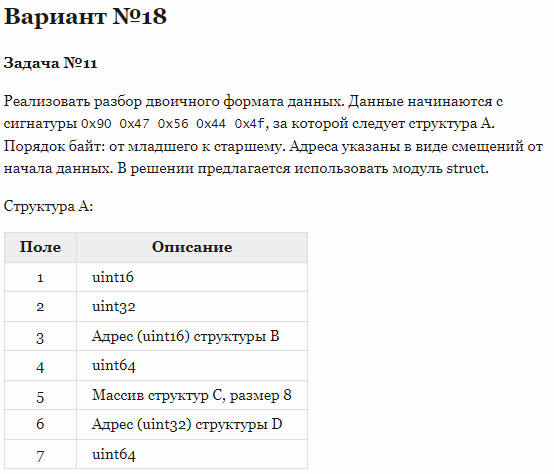 Вариант №18
Задача №11
Реализовать разбор двоичного формата данных. Данные начинаются с
сигнатуры 0x90 0x47 0x56 0x44 0x4f, за которой следует структура A.
Порядок байт: от младшего к старшему. Адреса указаны в виде смещений от
начала данных. В решении предлагается использовать модуль struct.
Структура A:
Поле Описание
1 uint16
2 uint32
3 Адрес (uint16) структуры B
4 uint64
5 Массив структур C, размер 8
6 Адрес (uint32) структуры D
7 uint64